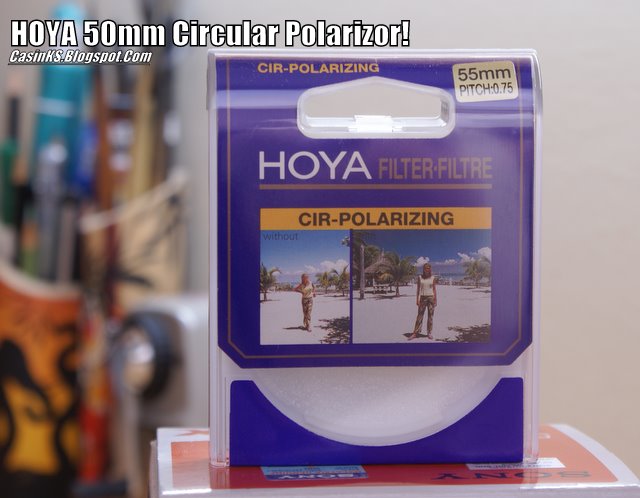 HOYA 50mm Circular Polarizor!
CasinKS.Blogspot.Com
CIR-POLARIZING
55mm
PITCH:0.75
HOYA FILTER·FILTRE
CIR-POLARIZING
without
SONY